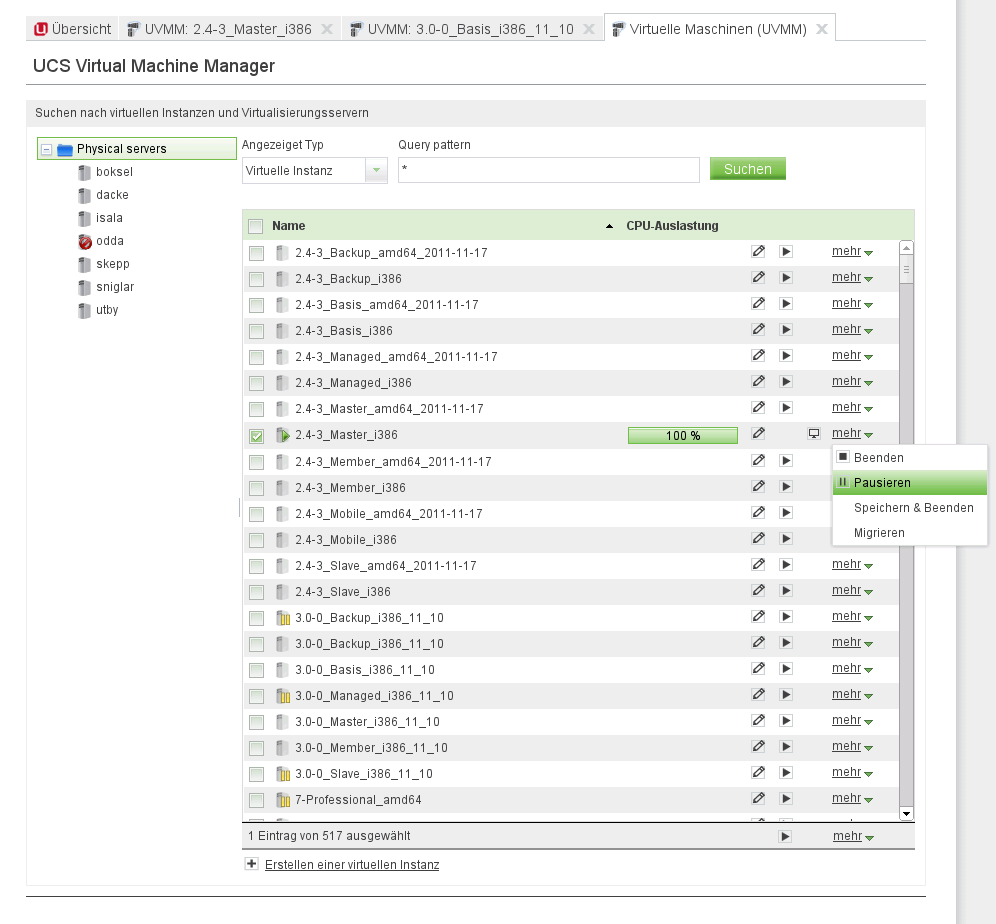 Übersicht UVMM: 2.4-3_Master_i386 UVMM: 3.0-0_Basis_i386_11_10 Virtuelle Maschinen (UVMM)
UCS Virtual Machine Manager
Suchen nach virtuellen Instanzen und Virtualisierungsservern
Physical servers
boksel
dacke
isala
odda
skepp
sniglar
utby
Angezeiget Typ Query pattern
Virtuelle Instanz * Suchen
Name CPU-Auslastung
2.4-3_Backup_amd64_2011-11-17 mehr
2.4-3_Backup_i386 mehr
2.4-3_Basis_amd64_2011-11-17 mehr
2.4-3_Basis_i386 mehr
2.4-3_Managed_amd64_2011-11-17 mehr
2.4-3_Managed_i386 mehr
2.4-3_Master_amd64_2011-11-17 mehr
2.4-3_Master_i386 100 % mehr
2.4-3_Member_amd64_2011-11-17
2.4-3_Member_i386
2.4-3_Mobile_amd64_2011-11-17
2.4-3_Mobile_i386
Beenden
Pausieren
Speichern & Beenden
Migrieren
2.4-3_Slave_amd64_2011-11-17 mehr
2.4-3_Slave_i386 mehr
3.0-0_Backup_i386_11_10 mehr
3.0-0_Backup_i386_11_10 mehr
3.0-0_Basis_i386_11_10 mehr
3.0-0_Managed_i386_11_10 mehr
3.0-0_Master_i386_11_10 mehr
3.0-0_Member_i386_11_10 mehr
3.0-0_Slave_i386_11_10 mehr
7-Professional_amd64 mehr
1 Eintrag von 517 ausgewählt mehr
Erstellen einer virtuellen Instanz